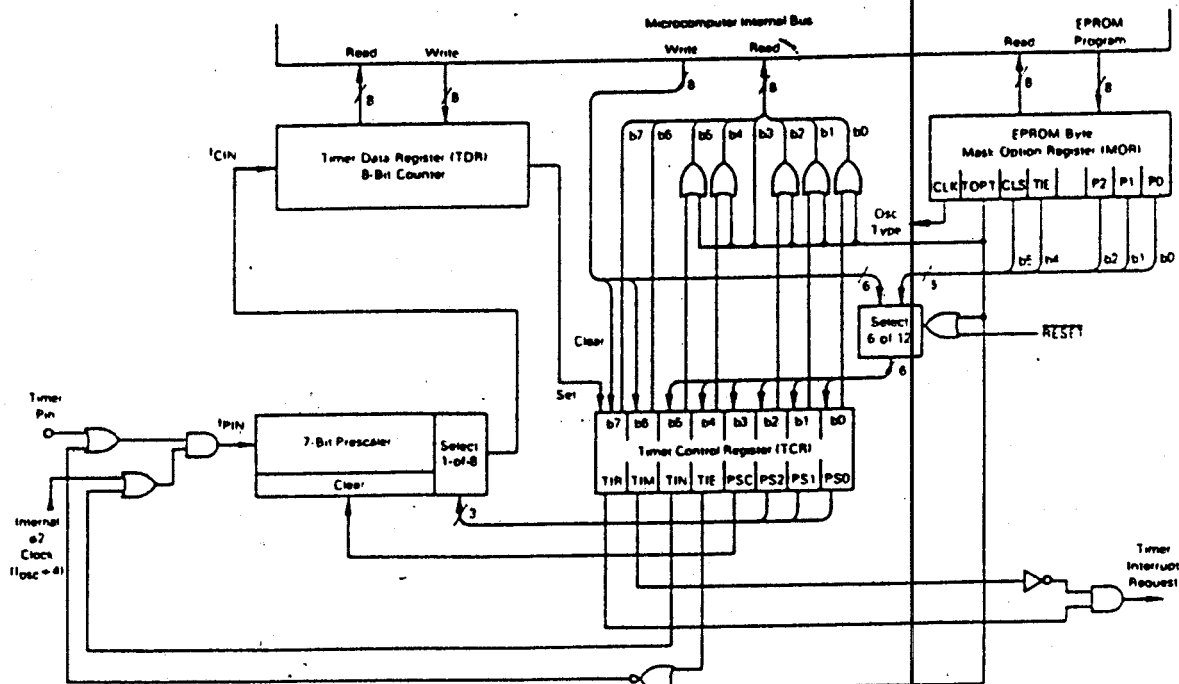 Microcomputer Internal Bus
EPROM
Program
Read
Write
Write
Read
Read
8
8
8
8
8
8
fCIN
Timer Data Register (TDR)
8-Bit Counter
b7
b6
b5
b4
b3
b2
b1
b0
EPROM Byte
Mask Option Register (MOR)
CLK
TOPT
CLS
TIE
P2
P1
P0
Osc
Type
b5
b4
b2
b1
b0
6
5
Select
6 of 12
RESET
Clear
6
Set
Timer
Pin
fPIN
7-Bit Prescaler
Select
1-of-8
Clear
b7
b6
b5
b4
b3
b2
b1
b0
Timer Control Register (TCR)
TIR
TIM
TIN
TIE
PSC
PS2
PS1
PS0
3
Internal
ø2
Clock
(fosc ÷ 4)
Timer
Interrupt
Request